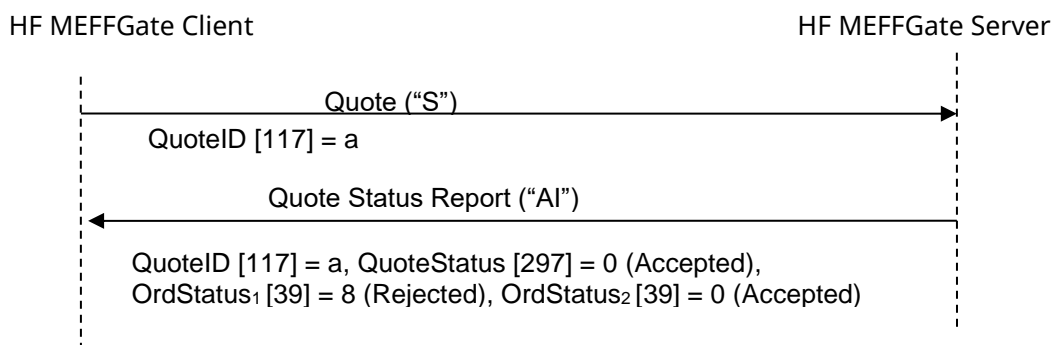 HF MEFFGate Client HF MEFFGate Server
Quote (“S”)
QuoteID [117] = a
Quote Status Report (“AI”)
QuoteID [117] = a, QuoteStatus [297] = 0 (Accepted),
OrdStatus₁ [39] = 8 (Rejected), OrdStatus₂ [39] = 0 (Accepted)